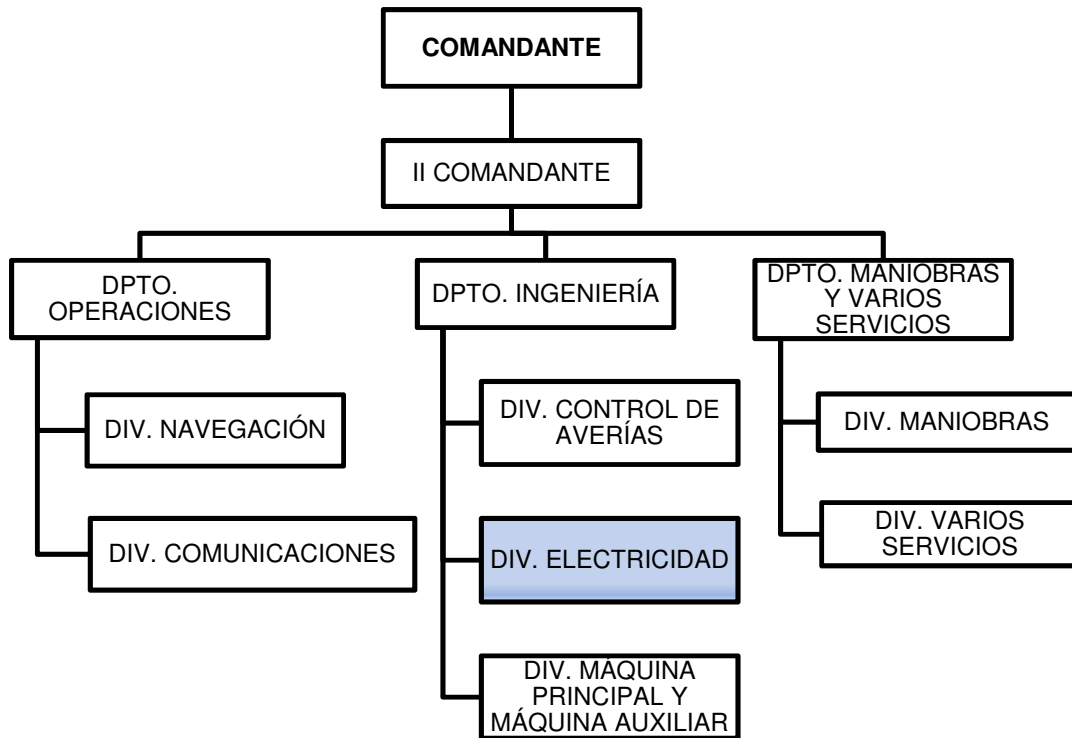 COMANDANTE
II COMANDANTE
DPTO.
OPERACIONES
DPTO. INGENIERÍA
DPTO. MANIOBRAS
Y VARIOS
SERVICIOS
DIV. NAVEGACIÓN
DIV. COMUNICACIONES
DIV. CONTROL DE
AVERÍAS
DIV. ELECTRICIDAD
DIV. MÁQUINA
PRINCIPAL Y
MÁQUINA AUXILIAR
DIV. MANIOBRAS
DIV. VARIOS
SERVICIOS